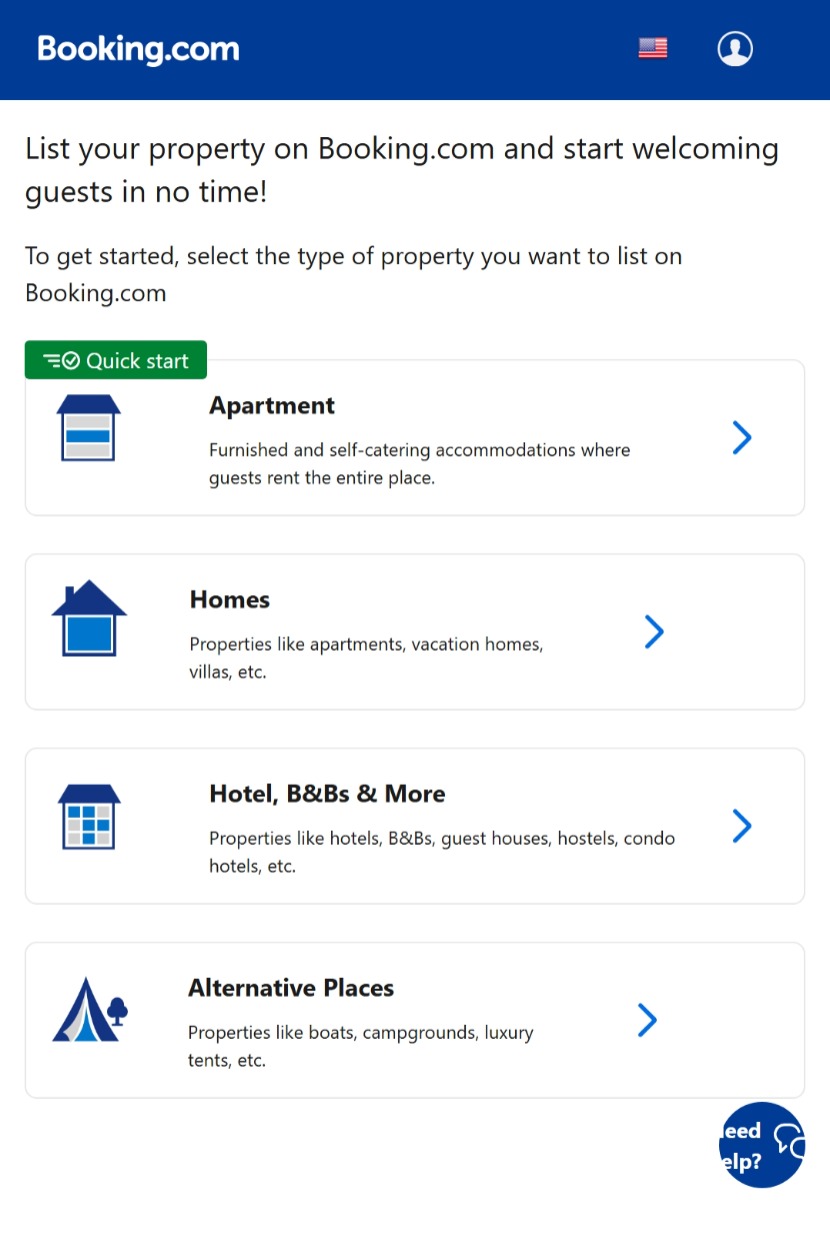 Booking.com
List your property on Booking.com and start welcoming
guests in no time!
To get started, select the type of property you want to list on
Booking.com
Quick start
Apartment
Furnished and self-catering accommodations where
guests rent the entire place.
Homes
Properties like apartments, vacation homes,
villas, etc.
Hotel, B&Bs & More
Properties like hotels, B&Bs, guest houses, hostels, condo
hotels, etc.
Alternative Places
Properties like boats, campgrounds, luxury
tents, etc.
eed
elp?